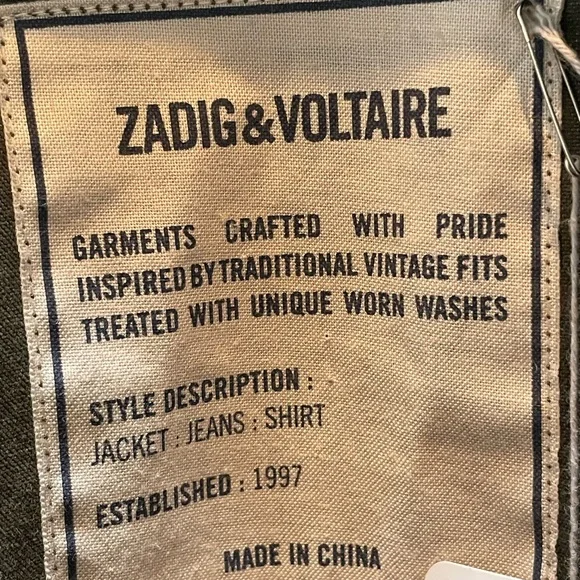 ZADIG&VOLTAIRE
GARMENTS CRAFTED WITH PRIDE
INSPIRED BY TRADITIONAL VINTAGE FITS
TREATED WITH UNIQUE WORN WASHES
STYLE DESCRIPTION :
JACKET : JEANS : SHIRT
ESTABLISHED : 1997
MADE IN CHINA